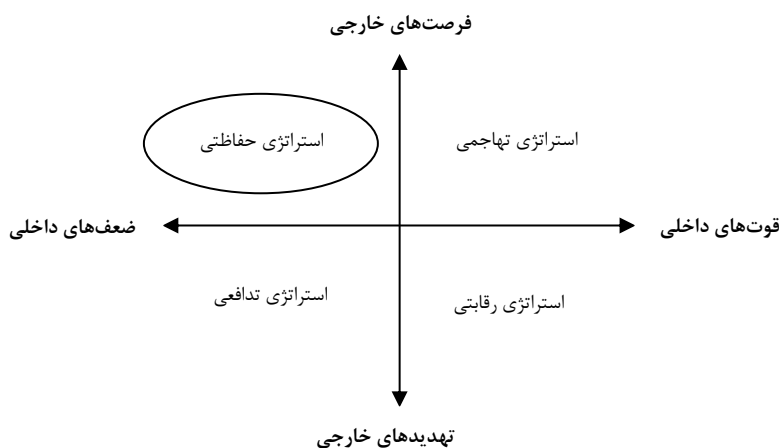 فرصت‌های خارجی
استراتژی تهاجمی
استراتژی حفاظتی
قوت‌های داخلی
ضعف‌های داخلی
استراتژی رقابتی
استراتژی تدافعی
تهدیدهای خارجی